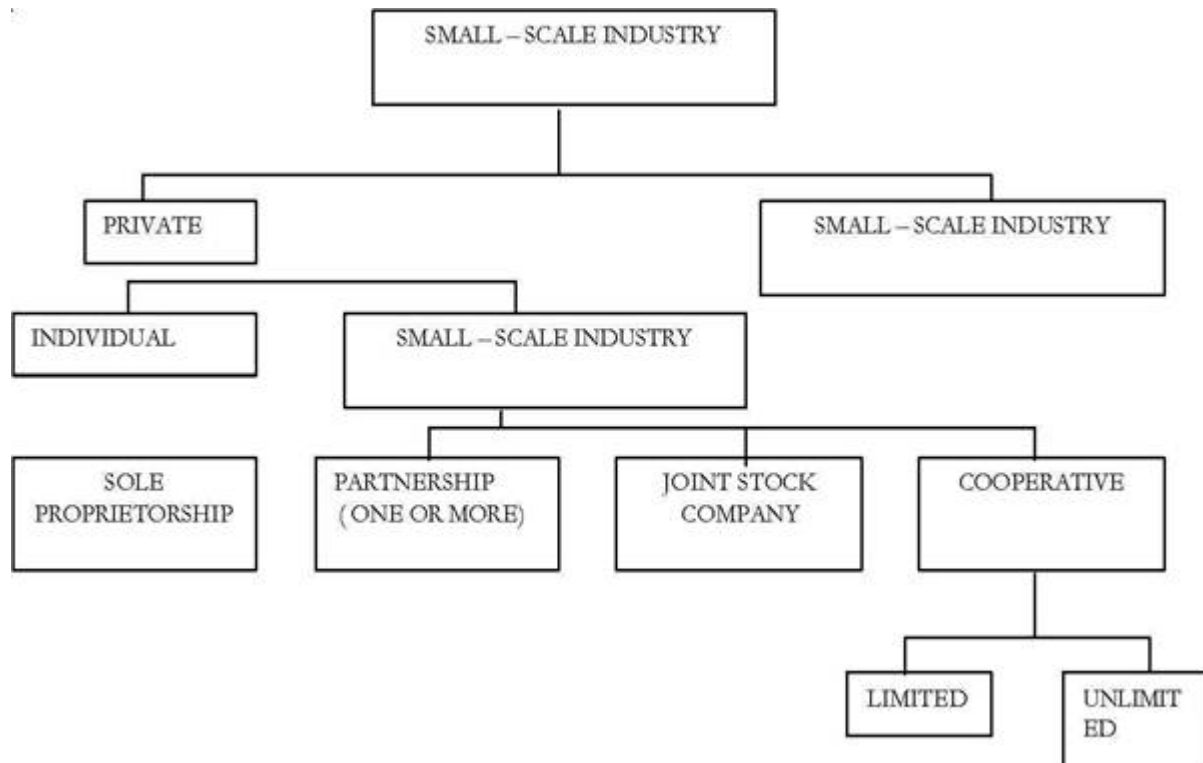 SMALL – SCALE INDUSTRY
PRIVATE
SMALL – SCALE INDUSTRY
INDIVIDUAL
SMALL – SCALE INDUSTRY
SOLE
PROPRIETORSHIP
PARTNERSHIP
( ONE OR MORE)
JOINT STOCK
COMPANY
COOPERATIVE
LIMITED
UNLIMIT
ED